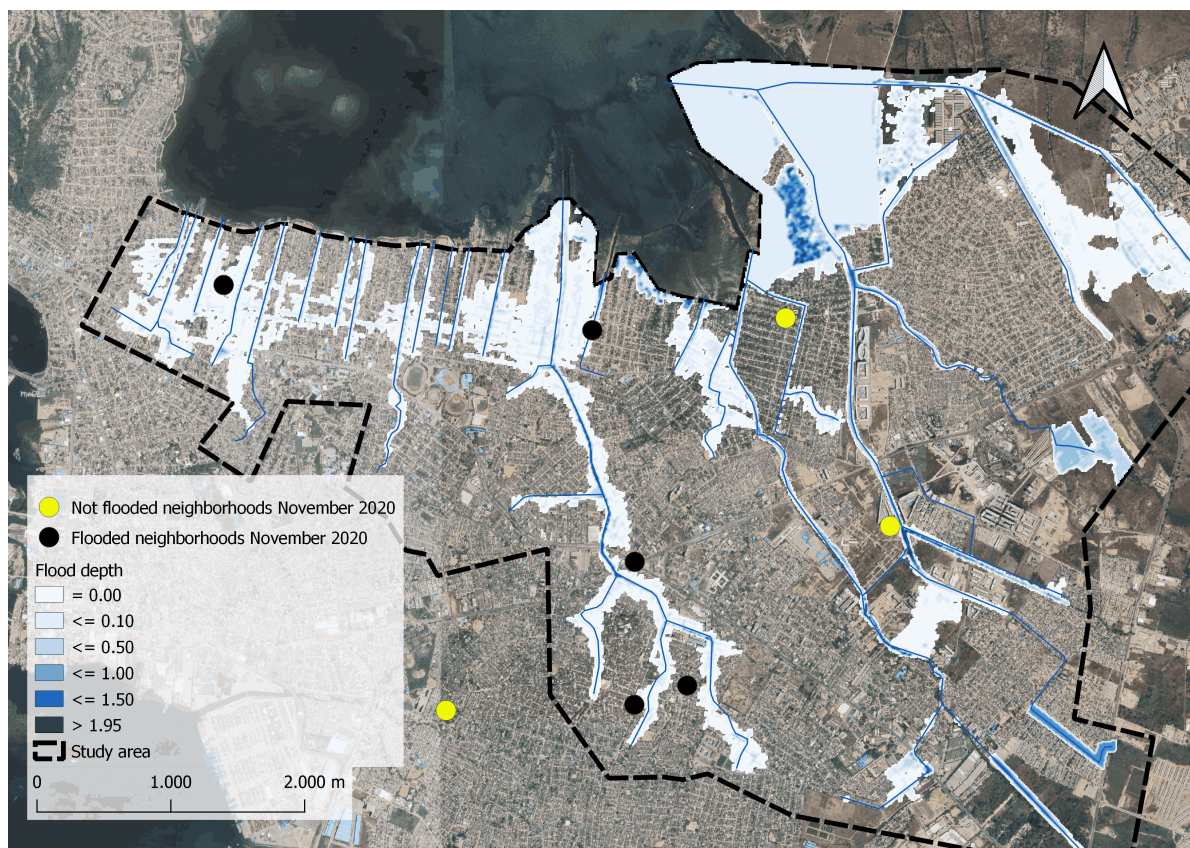 Not flooded neighborhoods November 2020
Flooded neighborhoods November 2020
Flood depth
= 0.00
<= 0.10
<= 0.50
<= 1.00
<= 1.50
> 1.95
Study area
0 1.000 2.000 m